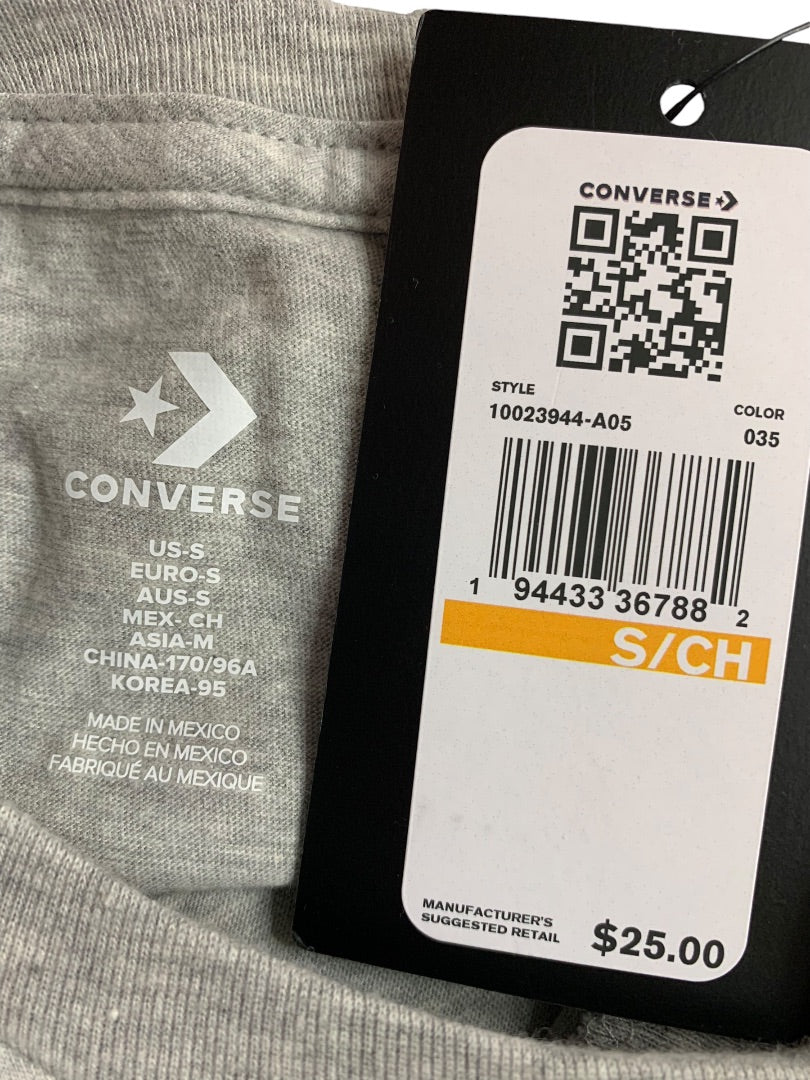 CONVERSE
US-S
EURO-S
AUS-S
MEX- CH
ASIA-M
CHINA-170/96A
KOREA-95
MADE IN MEXICO
HECHO EN MEXICO
FABRIQUÉ AU MEXIQUE
CONVERSE
STYLE
10023944-A05
COLOR
035
1 94433 36788 2
S/CH
MANUFACTURER'S
SUGGESTED RETAIL
$25.00